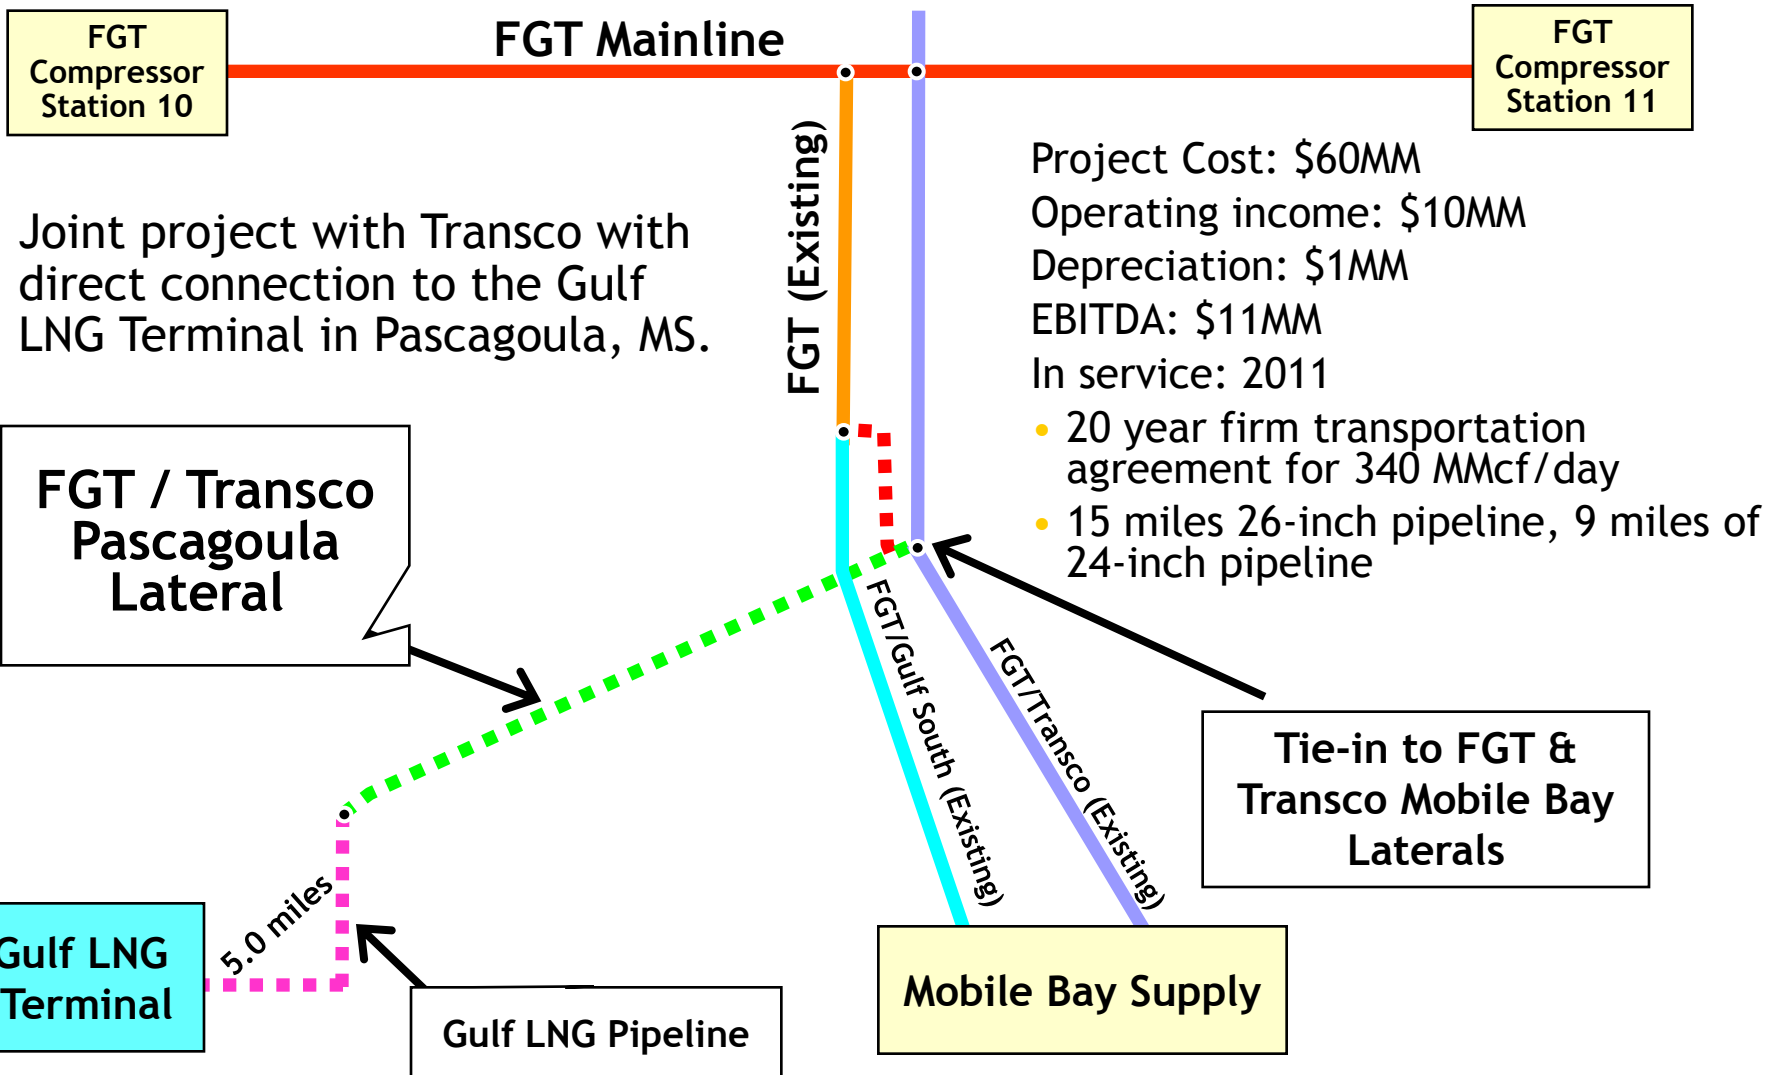 FGT
Compressor
Station 10
FGT Mainline
FGT
Compressor
Station 11
FGT (Existing)
Joint project with Transco with
direct connection to the Gulf
LNG Terminal in Pascagoula, MS.
Project Cost: $60MM
Operating income: $10MM
Depreciation: $1MM
EBITDA: $11MM
In service: 2011
• 20 year firm transportation
agreement for 340 MMcf/day
• 15 miles 26-inch pipeline, 9 miles of
24-inch pipeline
FGT / Transco
Pascagoula
Lateral
FGT/Gulf South (Existing)
FGT/Transco (Existing)
Tie-in to FGT &
Transco Mobile Bay
Laterals
5.0 miles
Gulf LNG
Terminal
Gulf LNG Pipeline
Mobile Bay Supply